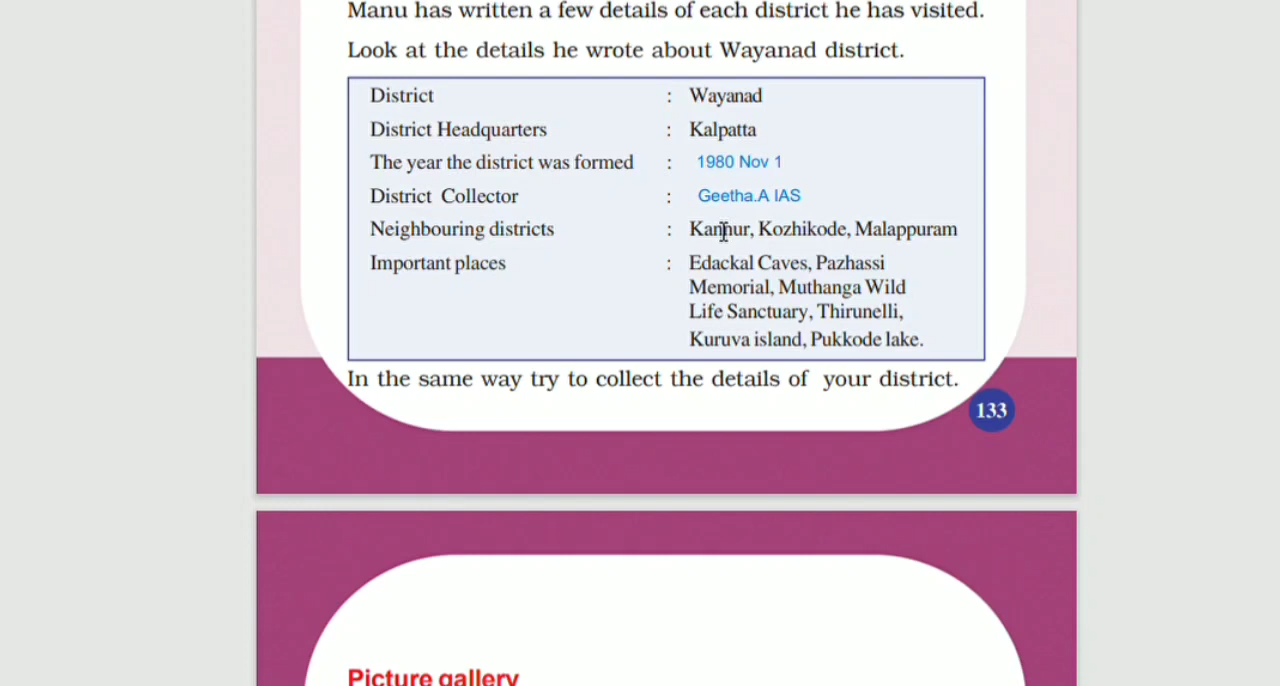 Manu has written a few details of each district he has visited.
Look at the details he wrote about Wayanad district.
District : Wayanad
District Headquarters : Kalpatta
The year the district was formed : 1980 Nov 1
District Collector : Geetha.A IAS
Neighbouring districts : Kannur, Kozhikode, Malappuram
Important places : Edackal Caves, Pazhassi
Memorial, Muthanga Wild
Life Sanctuary, Thirunelli,
Kuruva island, Pukkode lake.
In the same way try to collect the details of your district.
133
Picture gallery